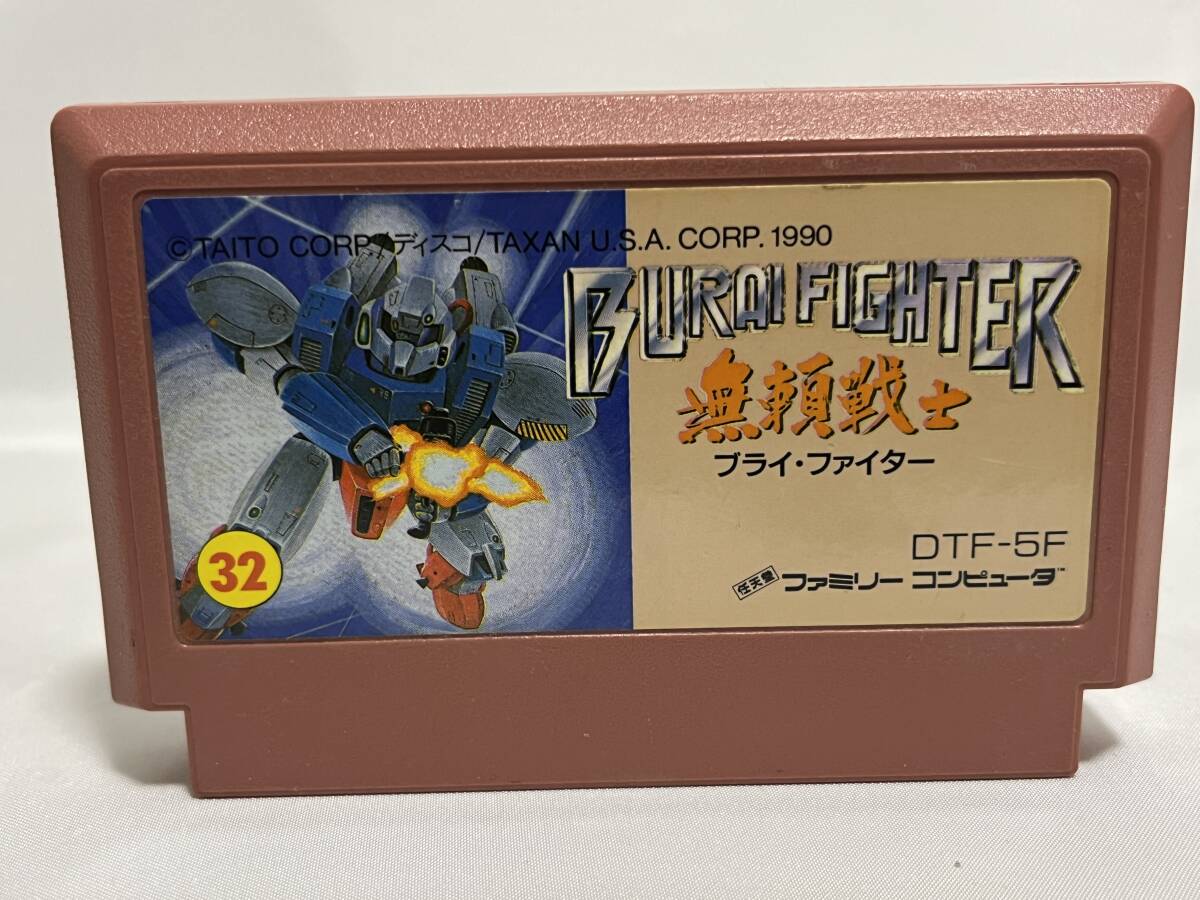 ©TAITO CORP./ディスコ/TAXAN U.S.A. CORP. 1990
BURAI FIGHTER
無頼戦士
ブライ・ファイター
32
DTF-5F
任天堂 ファミリー コンピュータ™